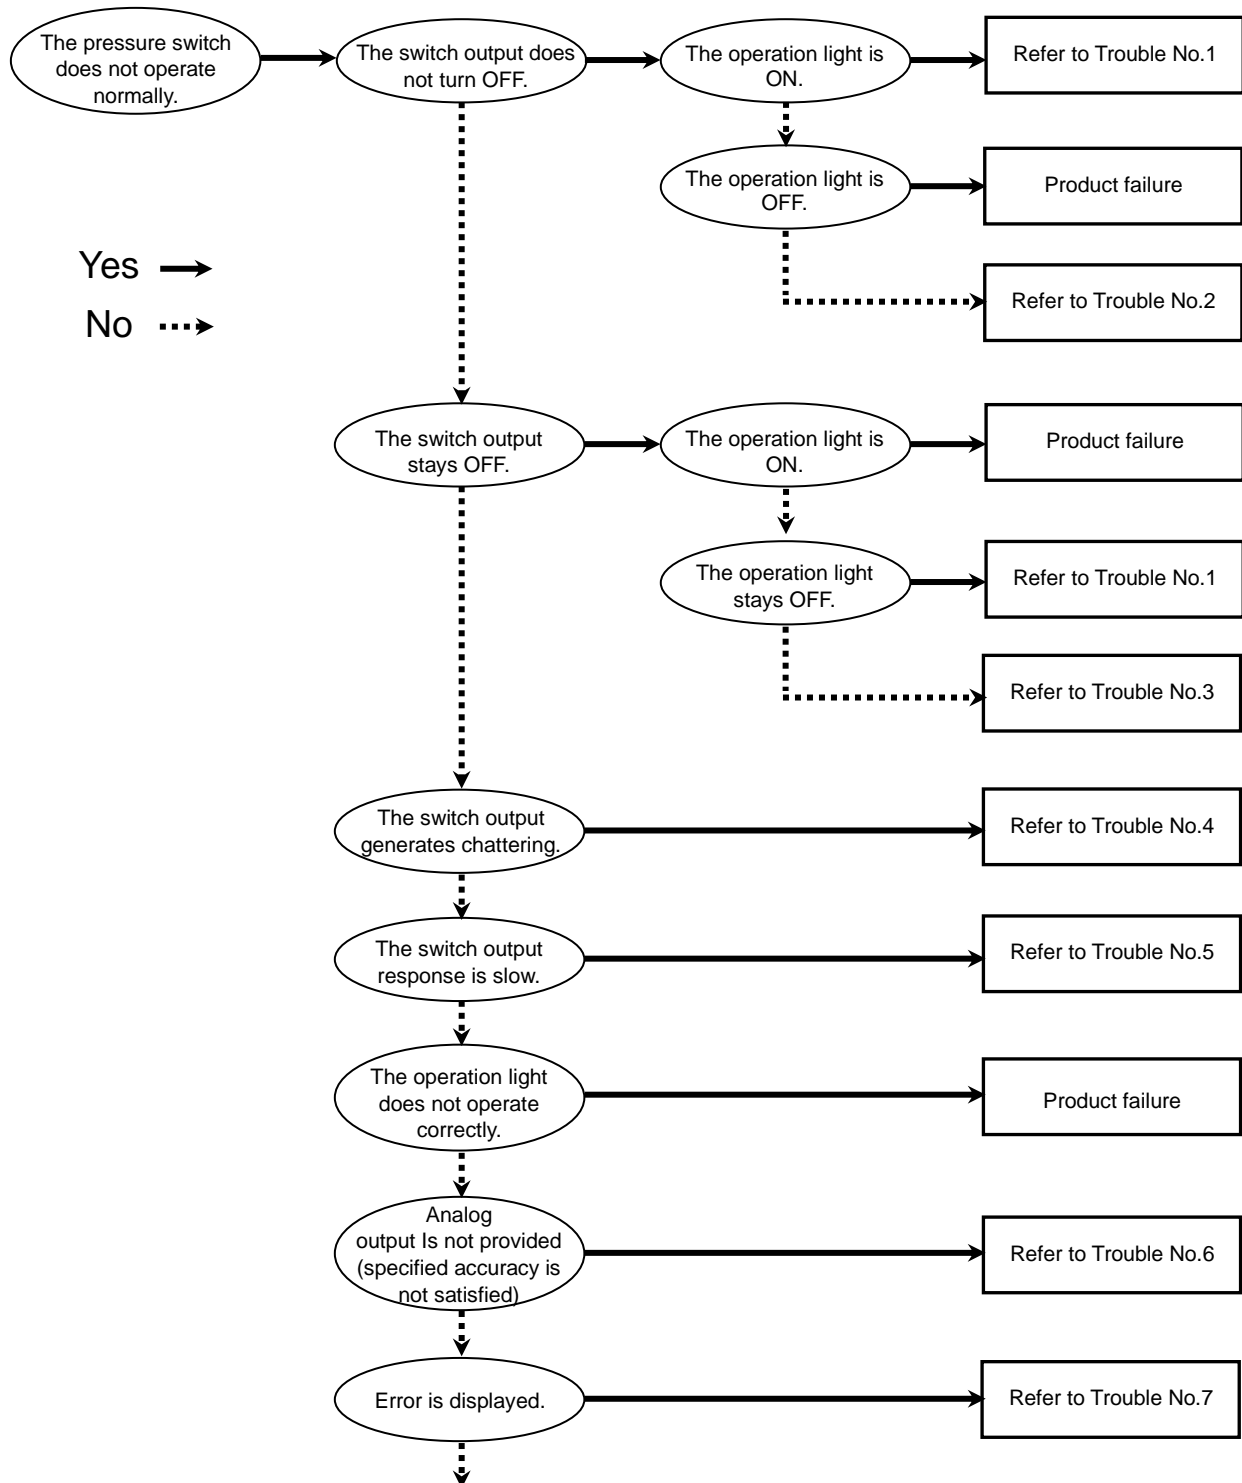 The pressure switch
does not operate
normally.
The switch output does
not turn OFF.
The operation light is
ON.
Refer to Trouble No.1
The operation light is
OFF.
Product failure
Yes
No
Refer to Trouble No.2
The switch output
stays OFF.
The operation light is
ON.
Product failure
The operation light
stays OFF.
Refer to Trouble No.1
Refer to Trouble No.3
The switch output
generates chattering.
Refer to Trouble No.4
The switch output
response is slow.
Refer to Trouble No.5
The operation light
does not operate
correctly.
Product failure
Analog
output Is not provided
(specified accuracy is
not satisfied)
Refer to Trouble No.6
Error is displayed.
Refer to Trouble No.7